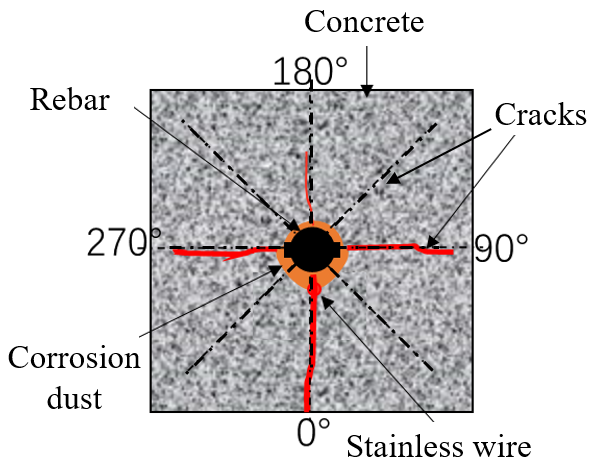 Concrete
180°
Rebar
Cracks
270°
90°
Corrosion
dust
0°
Stainless wire